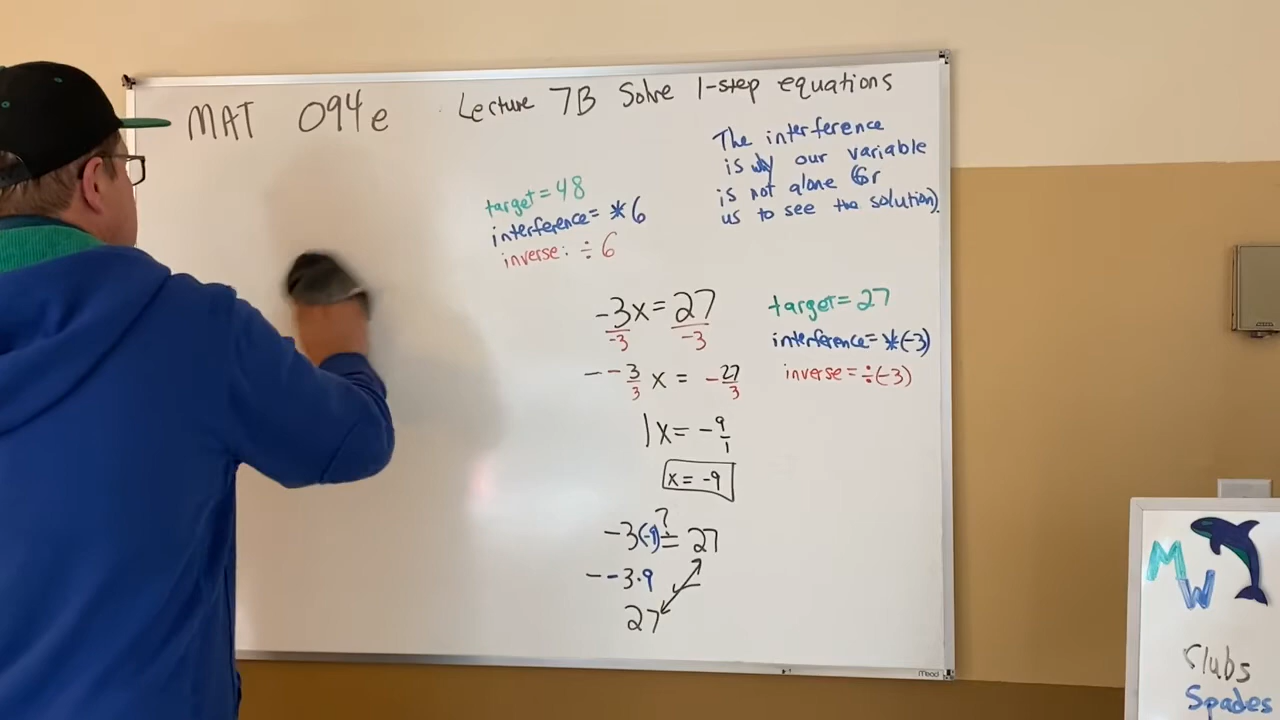 MAT 094e
Lecture 7B Solve 1-step equations
The interference
is why our variable
is not alone (for
us to see the solution).
target = 48
interference = * 6
inverse: ÷ 6
-3x = 27
-3 -3
target = 27
interference = * (-3)
inverse = ÷ (-3)
- - 3/3 x = - 27/3
1x = - 9/1
x = -9
-3(-9) ≟ 27
- -3·9
27
mead
MW
Clubs
Spades